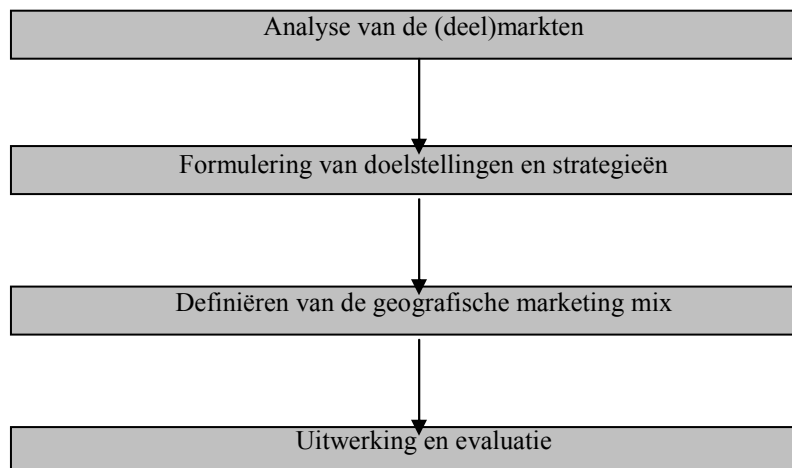 Analyse van de (deel)markten
Formulering van doelstellingen en strategieën
Definiëren van de geografische marketing mix
Uitwerking en evaluatie